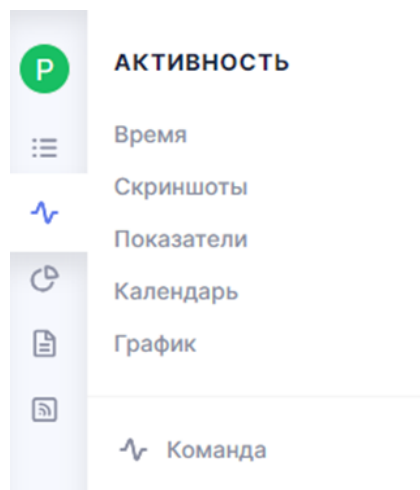 P
АКТИВНОСТЬ
Время
Скриншоты
Показатели
Календарь
График
Команда